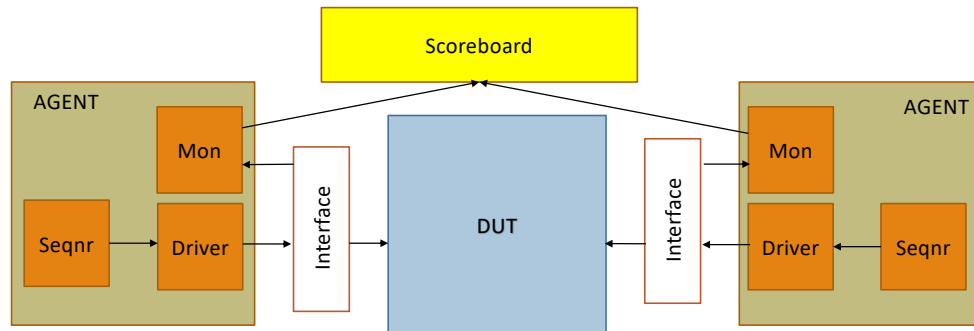 Scoreboard
AGENT
Mon
Seqnr
Driver
Interface
DUT
Interface
AGENT
Mon
Driver
Seqnr